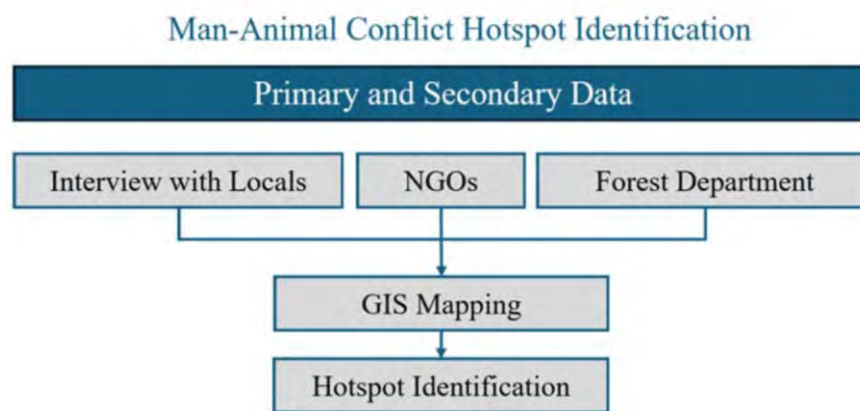 Man-Animal Conflict Hotspot Identification
Primary and Secondary Data
Interview with Locals
NGOs
Forest Department
GIS Mapping
Hotspot Identification